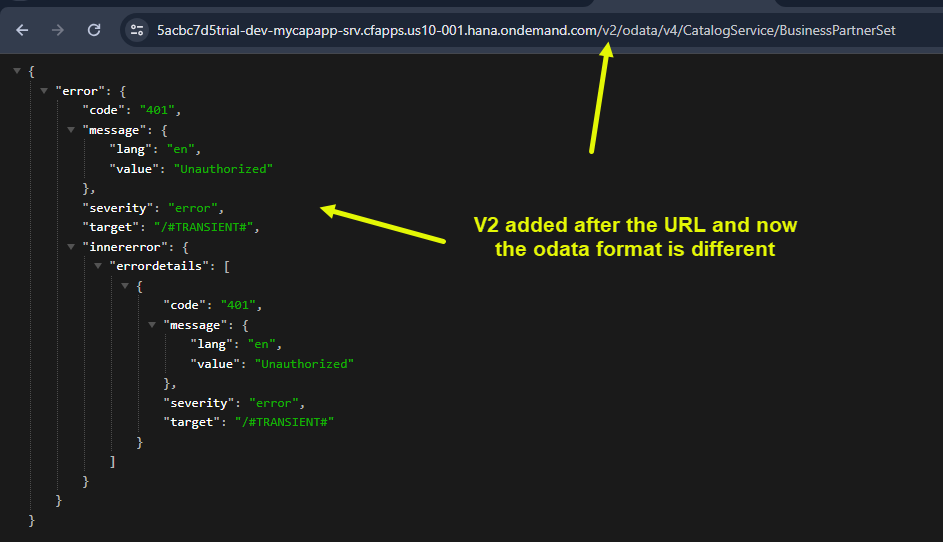 5acbc7d5trial-dev-mycapapp-srv.cfapps.us10-001.hana.ondemand.com/v2/odata/v4/CatalogService/BusinessPartnerSet
{
"error": {
"code": "401",
"message": {
"lang": "en",
"value": "Unauthorized"
},
"severity": "error",
"target": "/#TRANSIENT#",
"innererror": {
"errordetails": [
{
"code": "401",
"message": {
"lang": "en",
"value": "Unauthorized"
},
"severity": "error",
"target": "/#TRANSIENT#"
}
]
}
}
}
V2 added after the URL and now
the odata format is different